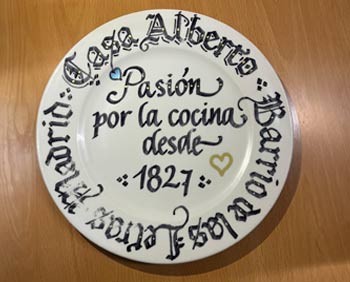 Casa Alberto
Barrio de las Letras
Madrid
Pasión
por la cocina
desde
1827